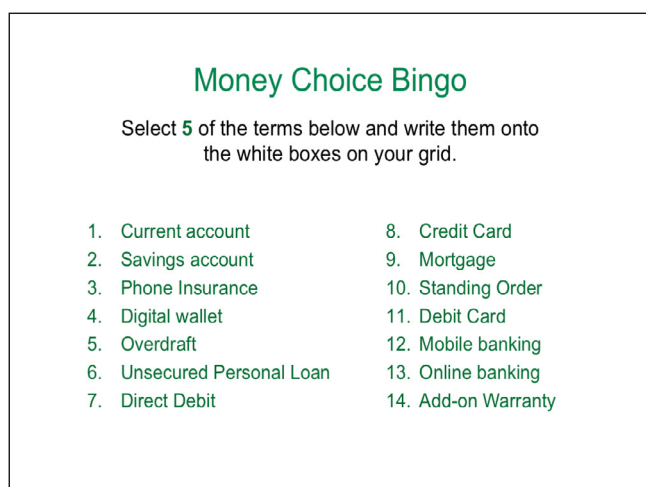 Money Choice Bingo
Select 5 of the terms below and write them onto
the white boxes on your grid.
1. Current account
2. Savings account
3. Phone Insurance
4. Digital wallet
5. Overdraft
6. Unsecured Personal Loan
7. Direct Debit
8. Credit Card
9. Mortgage
10. Standing Order
11. Debit Card
12. Mobile banking
13. Online banking
14. Add-on Warranty